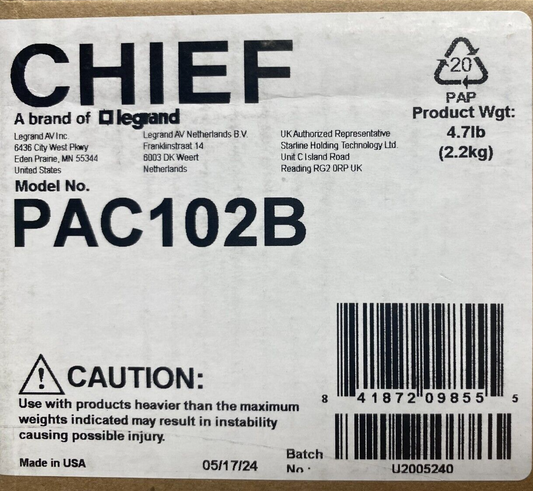 CHIEF
A brand of legrand
Legrand AV Inc.
6436 City West Pkwy
Eden Prairie, MN 55344
United States
Legrand AV Netherlands B.V.
Franklinstraat 14
6003 DK Weert
Netherlands
UK Authorized Representative
Starline Holding Technology Ltd.
Unit C Island Road
Reading RG2 0RP UK
20
PAP
Product Wgt:
4.7lb
(2.2kg)
Model No.
PAC102B
CAUTION:
Use with products heavier than the maximum
weights indicated may result in instability
causing possible injury.
8 41872 09855 5
Made in USA
05/17/24
Batch
No.:
U2005240